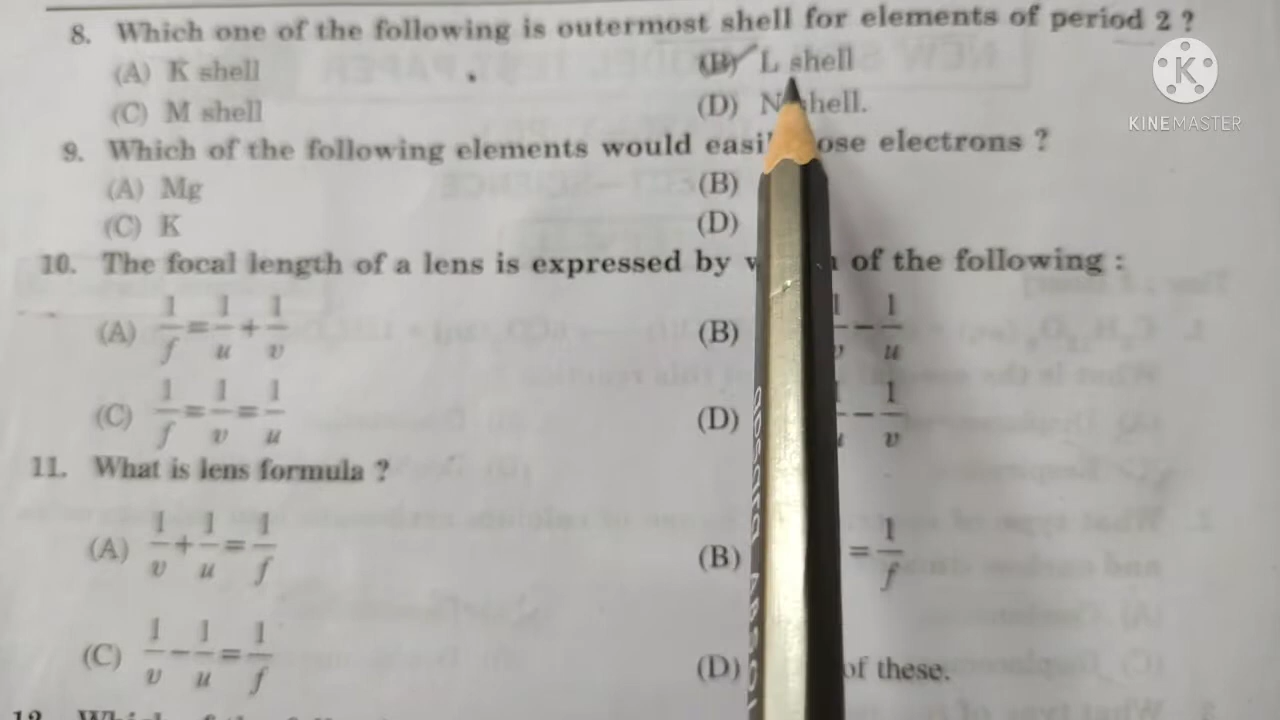 8. Which one of the following is outermost shell for elements of period 2 ?
(A) K shell (B) L shell
(C) M shell (D) N shell.
9. Which of the following elements would electrons ?
(A) Mg (B)
(C) K (D)
10. The focal length of a lens is expressed by of the following :
(A) 1/f = 1/u + 1/v (B) − 1/u
(C) 1/f = 1/v = 1/u (D) − 1/v
11. What is lens formula ?
(A) 1/v + 1/u = 1/f (B) = 1/f
(C) 1/v − 1/u = 1/f (D) of these.
12.
K
KINEMASTER